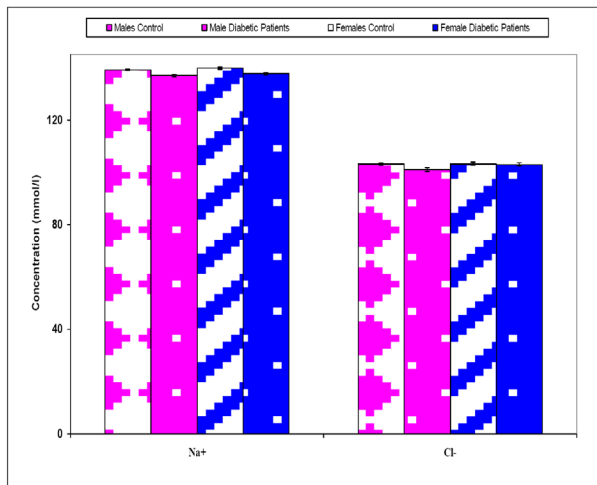 Males Control Male Diabetic Patients Females Control Female Diabetic Patients
Concentration (mmol/l)
120
80
40
0
Na+ Cl-